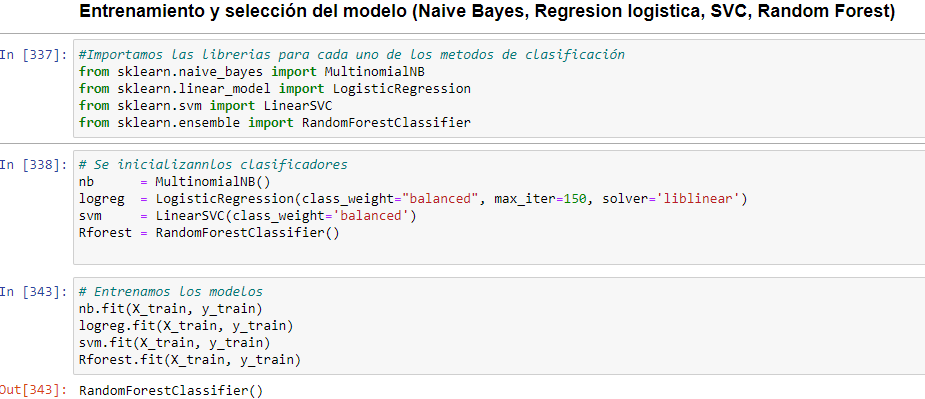 Entrenamiento y selección del modelo (Naive Bayes, Regresion logistica, SVC, Random Forest)
In [337]: #Importamos las librerias para cada uno de los metodos de clasificación
from sklearn.naive_bayes import MultinomialNB
from sklearn.linear_model import LogisticRegression
from sklearn.svm import LinearSVC
from sklearn.ensemble import RandomForestClassifier
In [338]: # Se inicializannlos clasificadores
nb      = MultinomialNB()
logreg  = LogisticRegression(class_weight="balanced", max_iter=150, solver='liblinear')
svm     = LinearSVC(class_weight='balanced')
Rforest = RandomForestClassifier()
In [343]: # Entrenamos los modelos
nb.fit(X_train, y_train)
logreg.fit(X_train, y_train)
svm.fit(X_train, y_train)
Rforest.fit(X_train, y_train)
Out[343]: RandomForestClassifier()